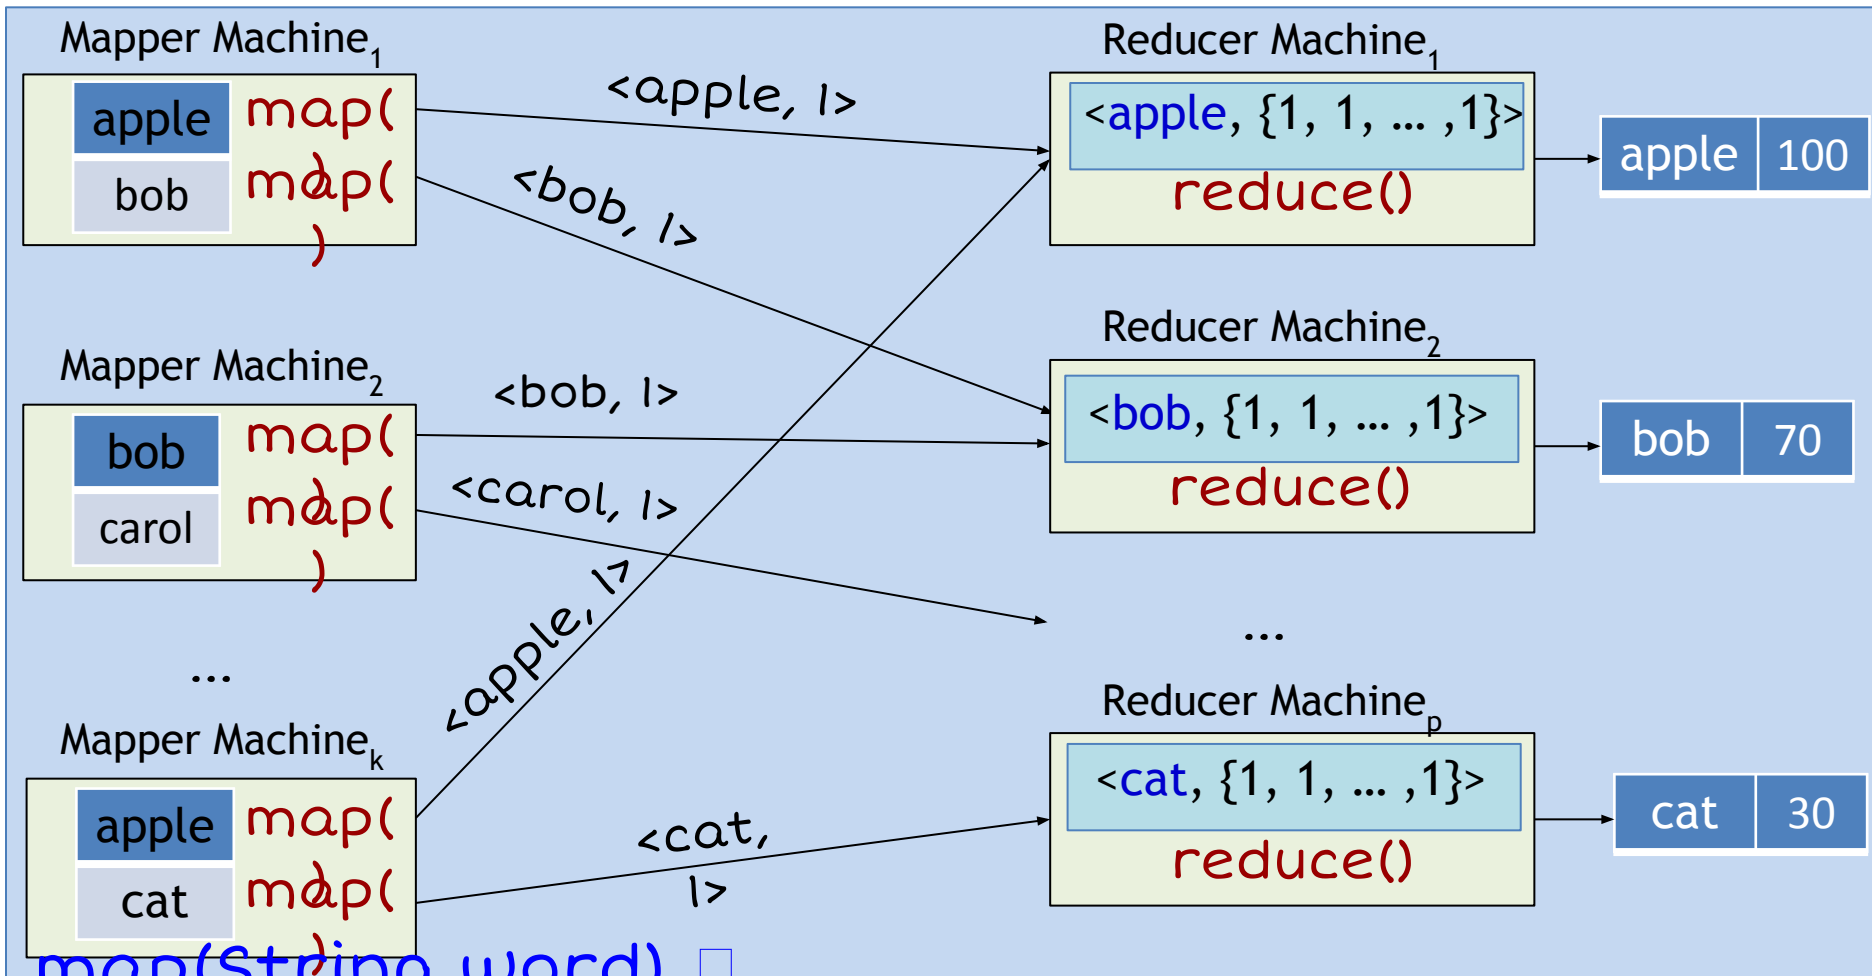 Mapper Machine1
apple map(
)
bob map(
)
<apple, 1>
<bob, 1>
Reducer Machine1
<apple, {1, 1, … ,1}>
reduce()
apple 100
Mapper Machine2
bob map(
)
carol map(
)
<bob, 1>
<carol, 1>
Reducer Machine2
<bob, {1, 1, … ,1}>
reduce()
bob 70
...
...
Mapper Machinek
apple map(
)
cat map(
)
<apple, 1>
<cat,
1>
Reducer Machinep
<cat, {1, 1, … ,1}>
reduce()
cat 30
map(String word)